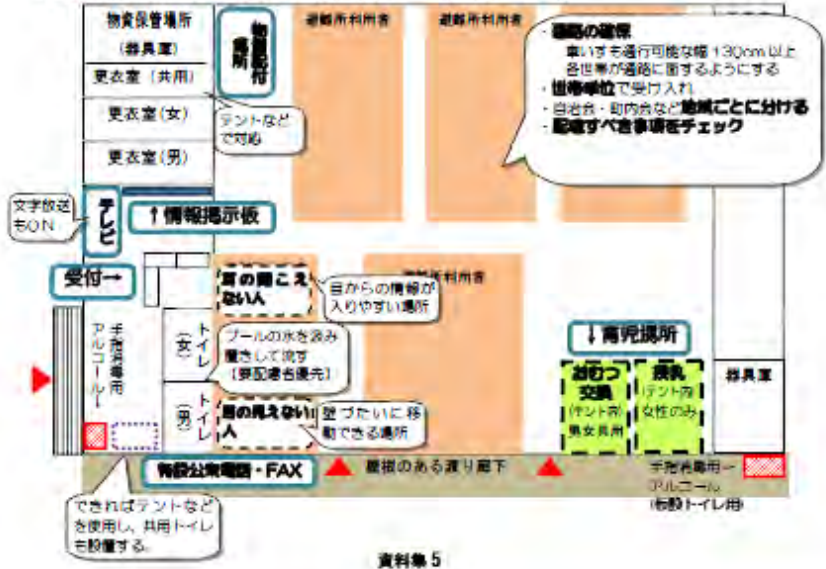 物資保管場所
(器具庫)
更衣室(共用)
更衣室(女)
更衣室(男)
物資配付
場所
テントなど
で対応
避難所利用者
避難所利用者
・通路の確保
車いすも通行可能な幅130cm以上
各世帯が通路に面するようにする
・世帯単位で受け入れ
・自治会・町内会など地域ごとに分ける
・配慮すべき事項をチェック
文字放送
もON
テレビ
↑情報掲示板
受付→
耳の聞こえ
ない人
目からの情報が
入りやすい場所
避難所利用者
手指消毒用
アルコール→
トイレ
(女)
プールの水を汲み
置きして流す
(要配慮者優先)
トイレ
(男)
目の見えない
人
壁づたいに移
動できる場所
↓育児場所
おむつ
交換
(テント内)
男女共用
授乳
(テント内)
女性のみ
器具庫
特設公衆電話・FAX
屋根のある渡り廊下
手指消毒用→
アルコール
(仮設トイレ用)
できればテントなど
を使用し、共用トイレ
も設置する。
資料集5